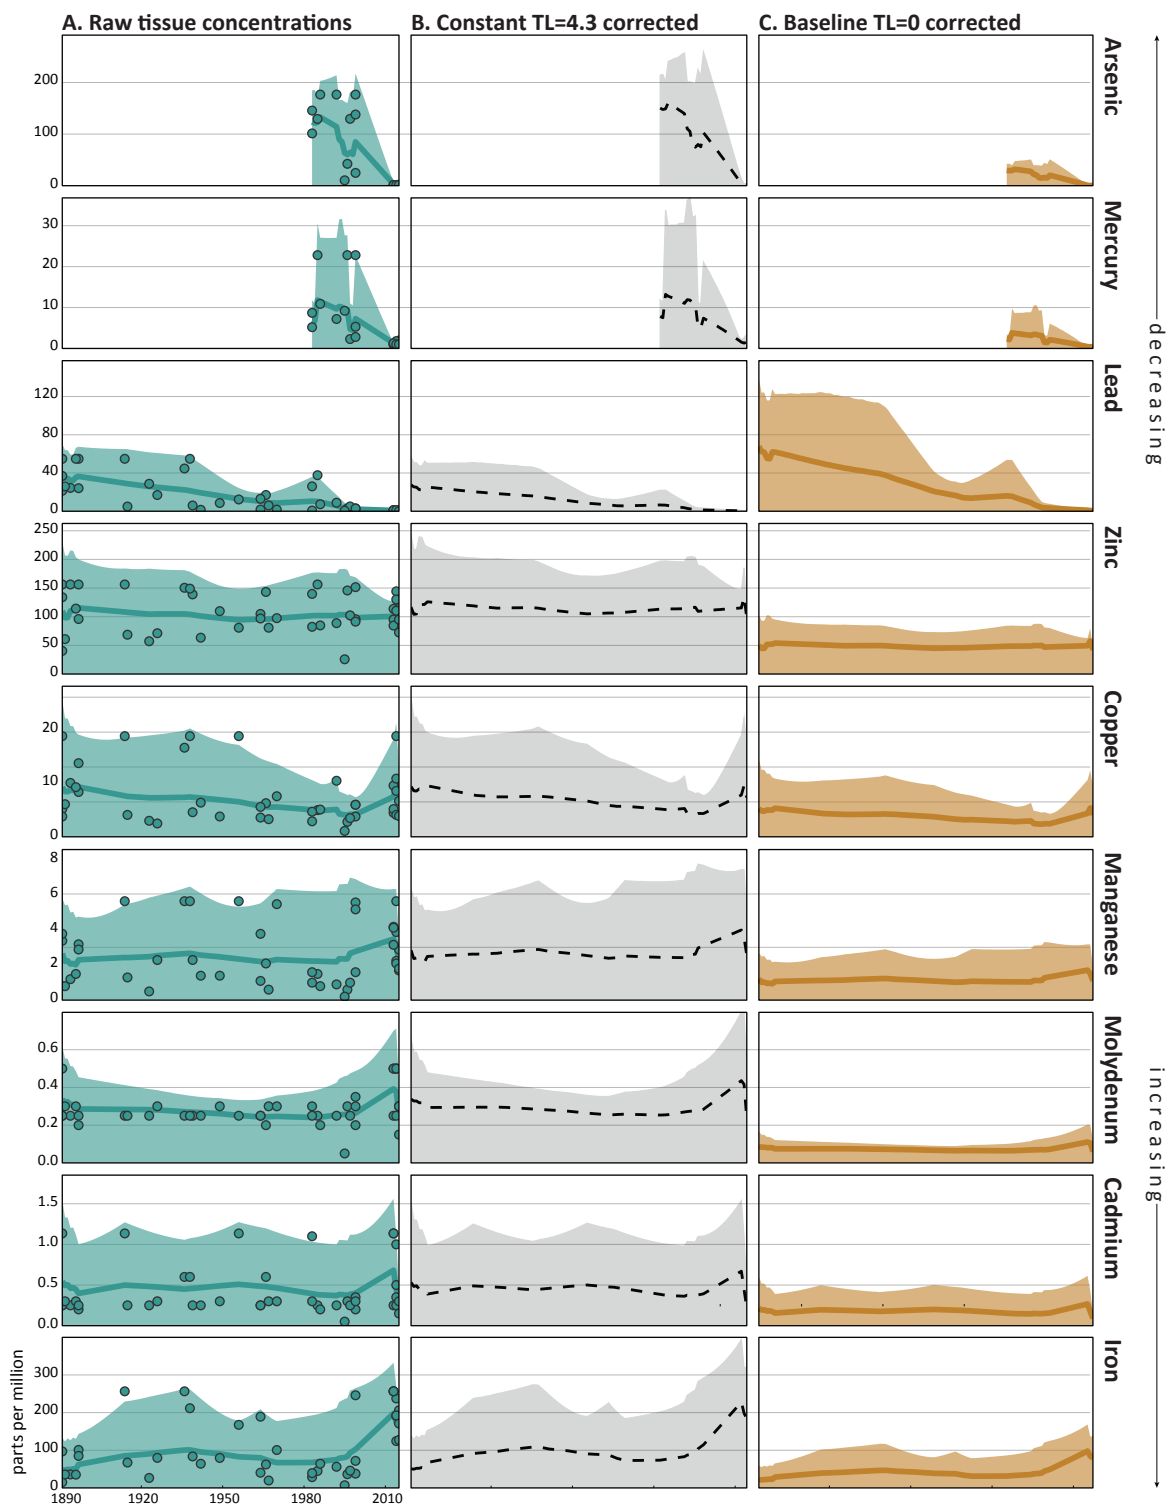 A. Raw tissue concentrations
B. Constant TL=4.3 corrected
C. Baseline TL=0 corrected
200
100
0
Arsenic
30
20
10
0
Mercury
120
80
40
0
Lead
250
200
150
100
50
0
Zinc
20
10
0
Copper
8
6
4
2
0
Manganese
0.6
0.4
0.2
0.0
Molydenum
1.5
1.0
0.5
0.0
Cadmium
300
200
100
0
Iron
parts per million
1890
1920
1950
1980
2010
decreasing
increasing